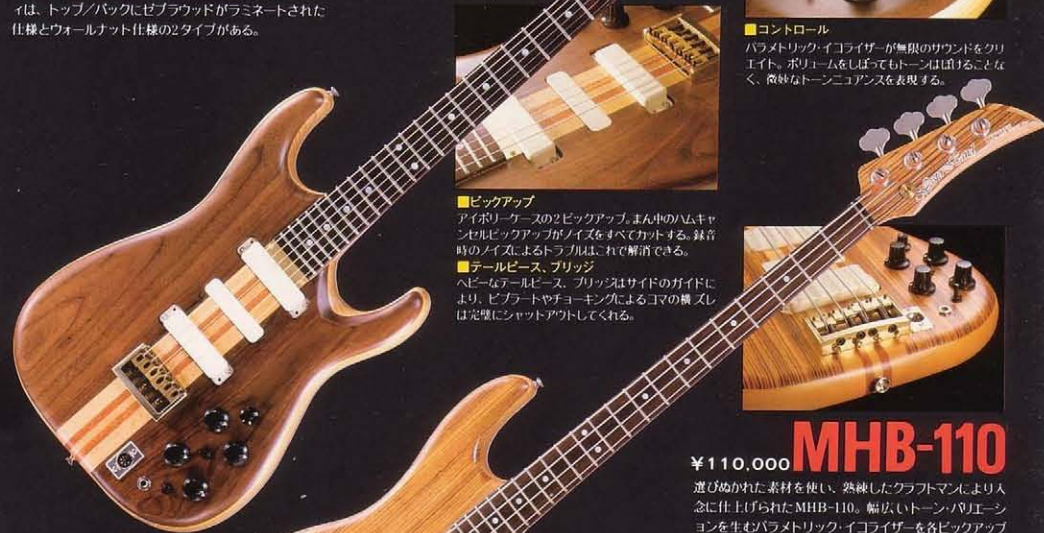 ィは、トップ/バックにゼブラウッドがラミネートされた
仕様とウォールナット仕様の2タイプがある。
■ピックアップ
アイボリーケースの2ピックアップ。まん中のハムキャ
ンセルピックアップがノイズをすべてカットする。録音
時のノイズによるトラブルはこれで解消できる。
■テールピース、ブリッジ
ヘビーなテールピース、ブリッジはサイドのガイドに
より、ビブラートやチョーキングによるコマの横ズレ
は完璧にシャットアウトしてくれる。
■コントロール
パラメトリック・イコライザーが無限のサウンドをクリ
エイト。ボリュームをしぼってもトーンはぼけることな
く、微妙なトーンニュアンスを表現する。
¥110,000 MHB-110
選びぬかれた素材を使い、熟練したクラフトマンにより入
念に仕上げられたMHB-110。幅広いトーン・バリエーシ
ョンを生むパラメトリック・イコライザーを各ピックアップ